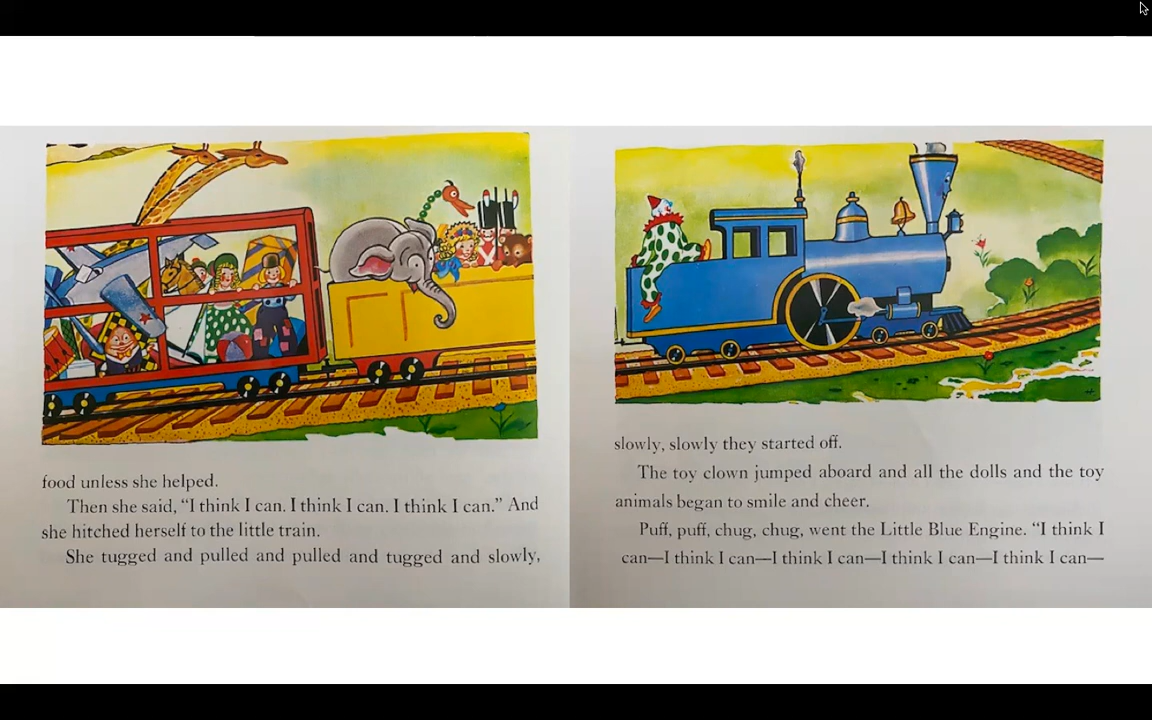 food unless she helped.
Then she said, “I think I can. I think I can. I think I can.” And
she hitched herself to the little train.
She tugged and pulled and pulled and tugged and slowly,
slowly, slowly they started off.
The toy clown jumped aboard and all the dolls and the toy
animals began to smile and cheer.
Puff, puff, chug, chug, went the Little Blue Engine. “I think I
can—I think I can—I think I can—I think I can—I think I can—